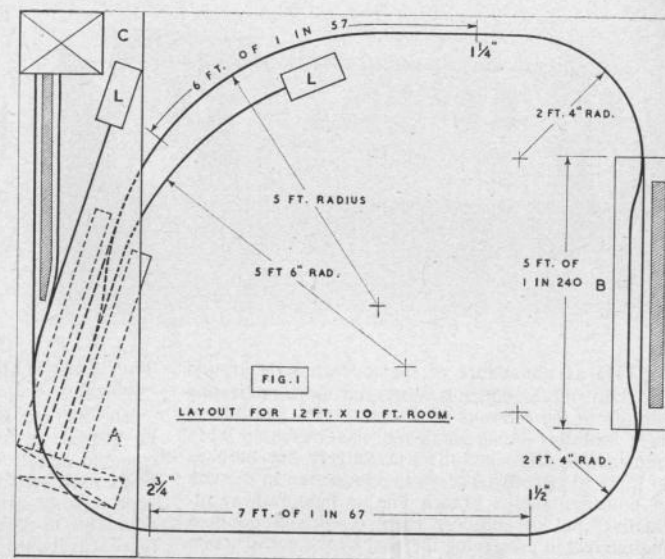 C
L
6 FT. OF 1 IN 57
1¼"
L
2 FT. 4" RAD.
5 FT. RADIUS
5 FT 6" RAD.
5 FT. OF
1 IN 240
B
FIG. 1
LAYOUT FOR 12 FT. X 10 FT. ROOM.
A
2¾
1½"
2 FT. 4" RAD.
7 FT. OF 1 IN 67